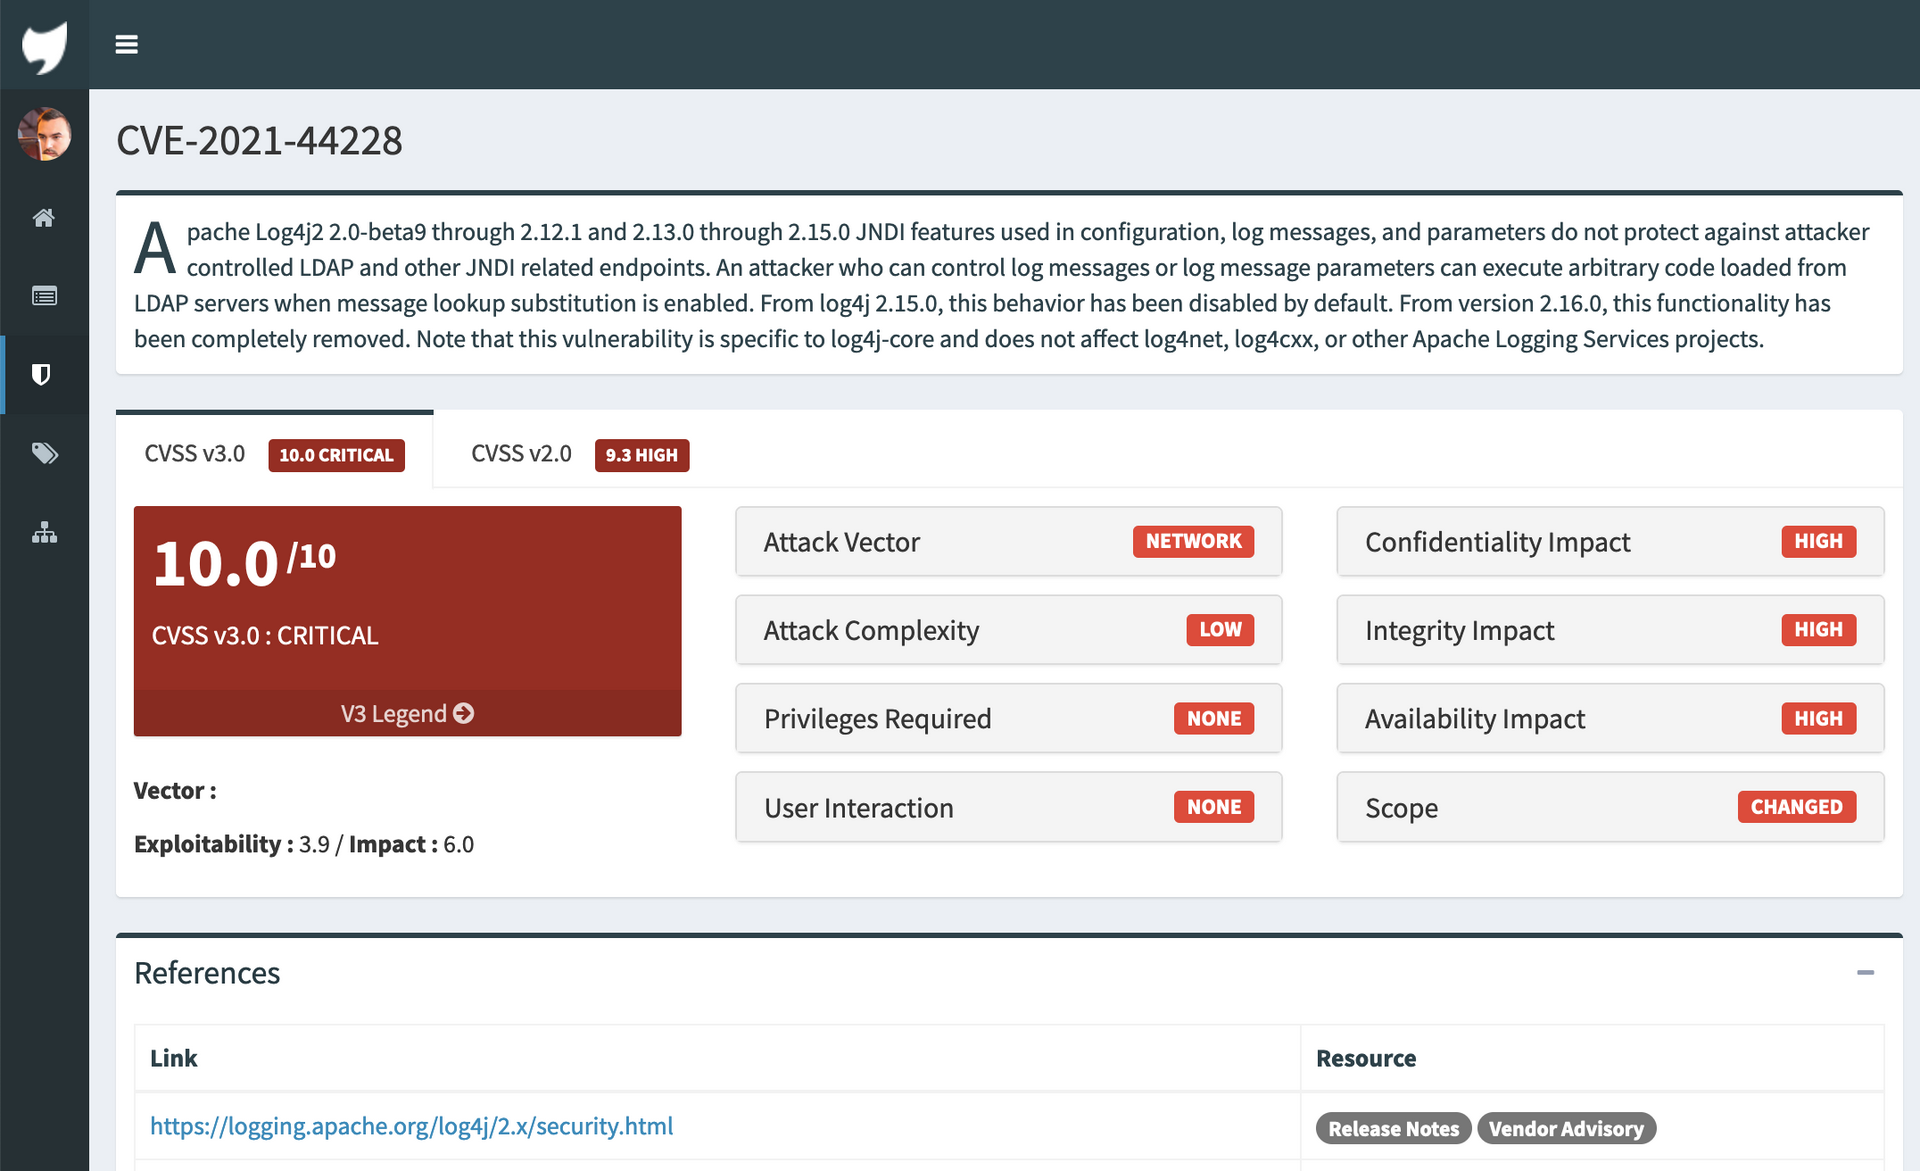 CVE-2021-44228
Apache Log4j2 2.0-beta9 through 2.12.1 and 2.13.0 through 2.15.0 JNDI features used in configuration, log messages, and parameters do not protect against attacker
controlled LDAP and other JNDI related endpoints. An attacker who can control log messages or log message parameters can execute arbitrary code loaded from
LDAP servers when message lookup substitution is enabled. From log4j 2.15.0, this behavior has been disabled by default. From version 2.16.0, this functionality has
been completely removed. Note that this vulnerability is specific to log4j-core and does not affect log4net, log4cxx, or other Apache Logging Services projects.
CVSS v3.0 10.0 CRITICAL CVSS v2.0 9.3 HIGH
10.0 /10
CVSS v3.0 : CRITICAL
V3 Legend
Vector :
Exploitability : 3.9 / Impact : 6.0
Attack Vector NETWORK
Attack Complexity LOW
Privileges Required NONE
User Interaction NONE
Confidentiality Impact HIGH
Integrity Impact HIGH
Availability Impact HIGH
Scope CHANGED
References
Link Resource
https://logging.apache.org/log4j/2.x/security.html Release Notes Vendor Advisory